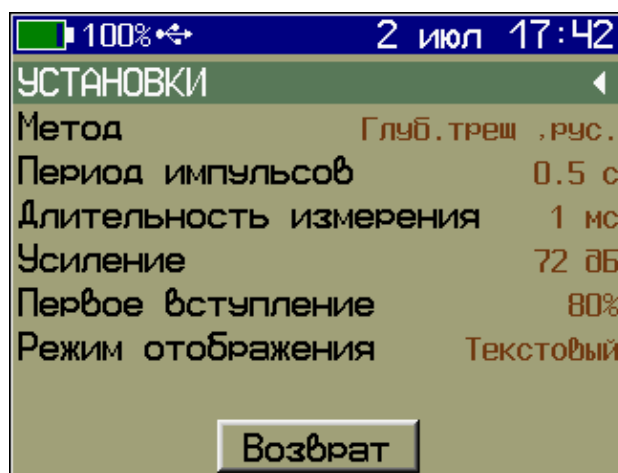 100% 2 июл 17:42
УСТАНОВКИ
Метод Глуб.трещ ,рус.
Период импульсов 0.5 с
Длительность измерения 1 мс
Усиление 72 дБ
Первое вступление 80%
Режим отображения Текстовый
Возврат